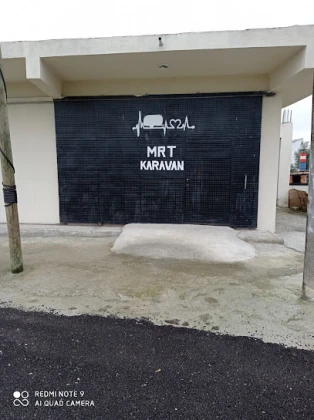 MRT
KARAVAN
REDMI NOTE 9
AI QUAD CAMERA